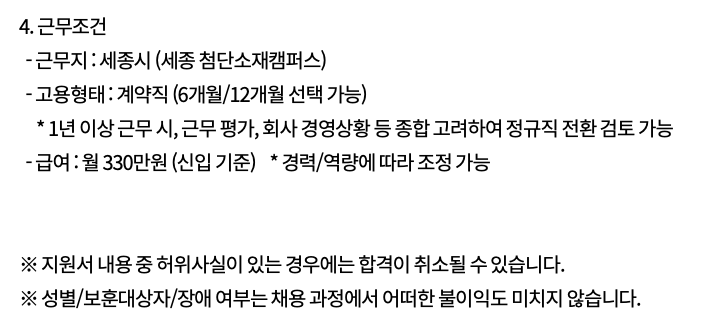 4. 근무조건
- 근무지 : 세종시 (세종 첨단소재캠퍼스)
- 고용형태 : 계약직 (6개월/12개월 선택 가능)
* 1년 이상 근무 시, 근무 평가, 회사 경영상황 등 종합 고려하여 정규직 전환 검토 가능
- 급여 : 월 330만원 (신입 기준)   * 경력/역량에 따라 조정 가능
※ 지원서 내용 중 허위사실이 있는 경우에는 합격이 취소될 수 있습니다.
※ 성별/보훈대상자/장애 여부는 채용 과정에서 어떠한 불이익도 미치지 않습니다.